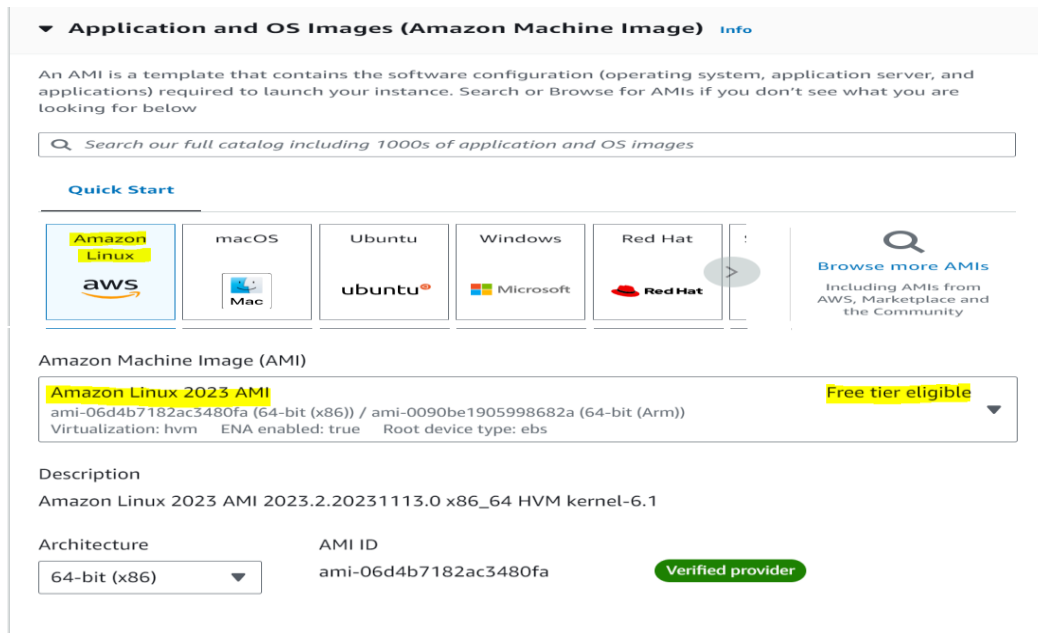 Application and OS Images (Amazon Machine Image) Info
An AMI is a template that contains the software configuration (operating system, application server, and
applications) required to launch your instance. Search or Browse for AMIs if you don't see what you are
looking for below
Search our full catalog including 1000s of application and OS images
Quick Start
Amazon
Linux
aws
macOS
Mac
Ubuntu
ubuntu
Windows
Microsoft
Red Hat
Red Hat
Browse more AMIs
Including AMIs from
AWS, Marketplace and
the Community
Amazon Machine Image (AMI)
Amazon Linux 2023 AMI
Free tier eligible
ami-06d4b7182ac3480fa (64-bit (x86)) / ami-0090be1905998682a (64-bit (Arm))
Virtualization: hvm ENA enabled: true Root device type: ebs
Description
Amazon Linux 2023 AMI 2023.2.20231113.0 x86_64 HVM kernel-6.1
Architecture
AMI ID
64-bit (x86)
ami-06d4b7182ac3480fa
Verified provider